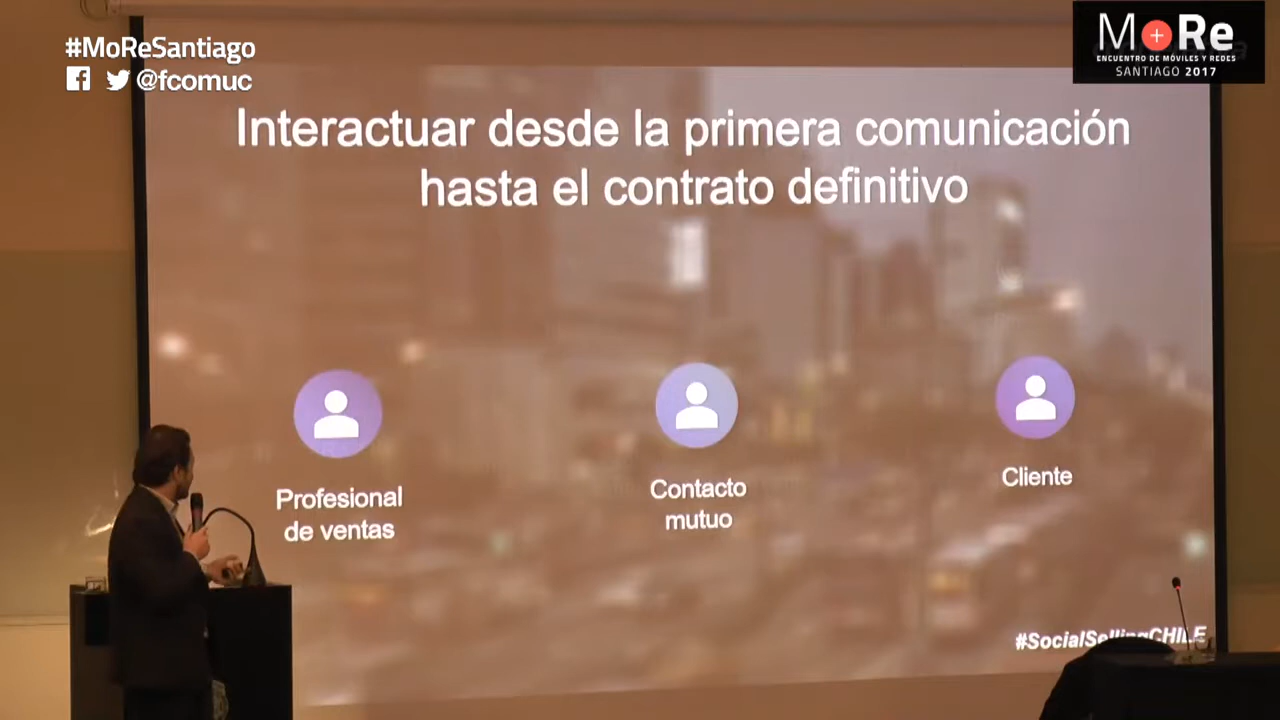 #MoReSantiago
@fcomuc
MoRe
ENCUENTRO DE MÓVILES Y REDES
SANTIAGO 2017
Interactuar desde la primera comunicación
hasta el contrato definitivo
Profesional
de ventas
Contacto
mutuo
Cliente
#SocialSellingCHILE